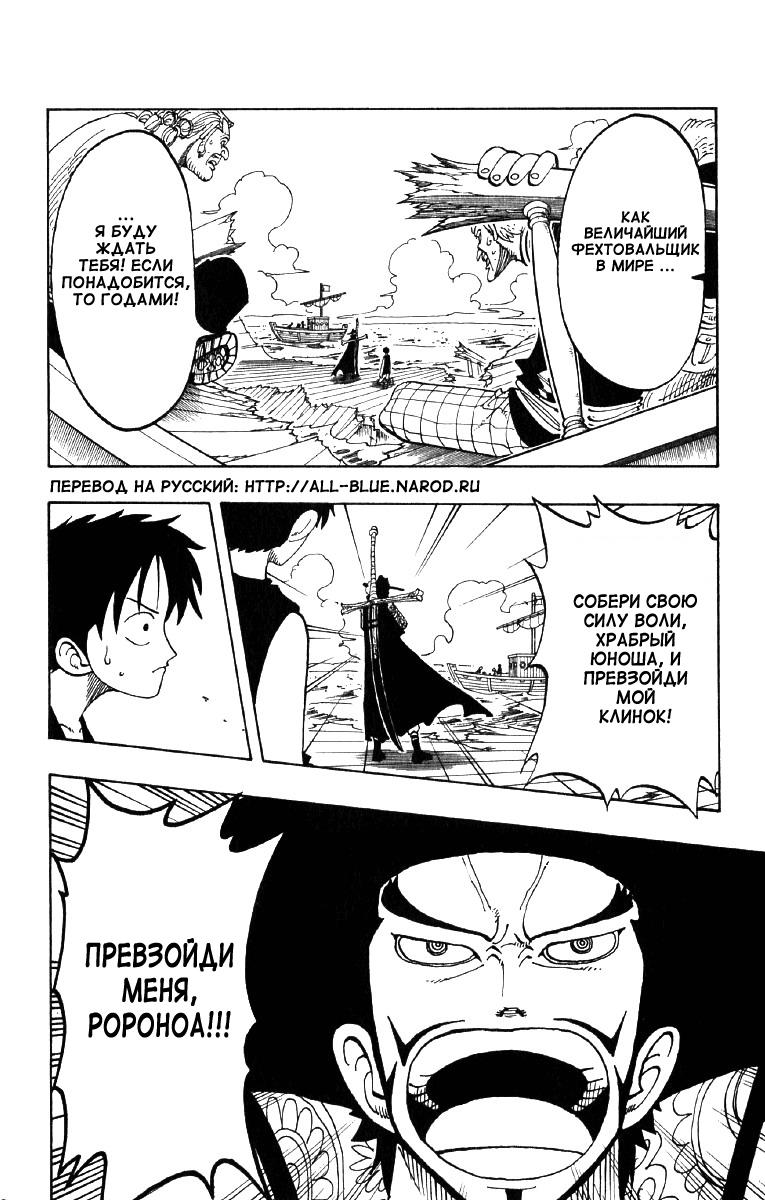 КАК
ВЕЛИЧАЙШИЙ
ФЕХТОВАЛЬЩИК
В МИРЕ ...
...
Я БУДУ
ЖДАТЬ
ТЕБЯ! ЕСЛИ
ПОНАДОБИТСЯ,
ТО ГОДАМИ!
ПЕРЕВОД НА РУССКИЙ: HTTP://ALL-BLUE.NAROD.RU
СОБЕРИ СВОЮ
СИЛУ ВОЛИ,
ХРАБРЫЙ
ЮНОША, И
ПРЕВЗОЙДИ
МОЙ
КЛИНОК!
ПРЕВЗОЙДИ
МЕНЯ,
РОРОНОА!!!